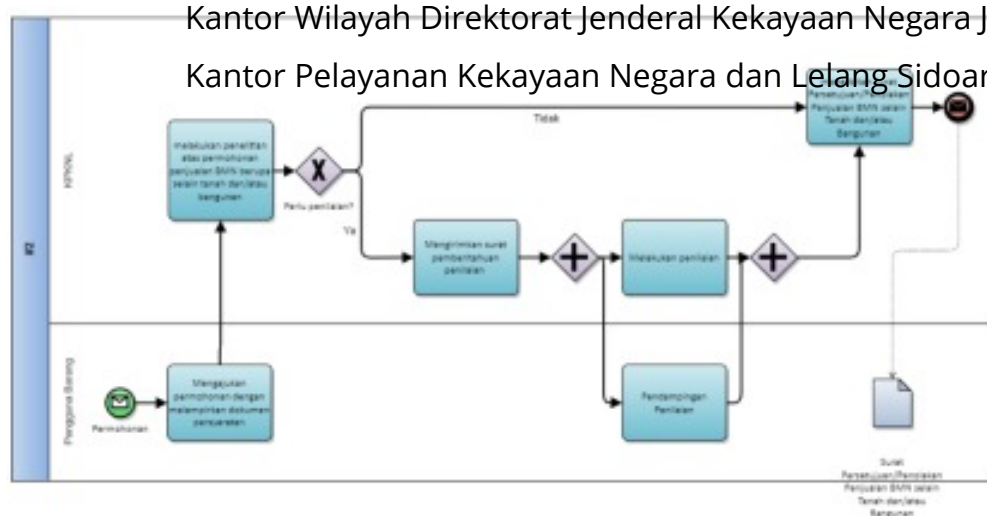 Kantor Wilayah Direktorat Jenderal Kekayaan Negara J
Kantor Pelayanan Kekayaan Negara dan Lelang Sidoar
Persetujuan/Penolakan
Penjualan BMN selain
Tanah dan/atau
Bangunan
Tidak
melakukan penelitian
atas permohonan
penjualan BMN berupa
selain tanah dan/atau
bangunan
Perlu penilaian?
Ya
KPKNL
Mengirimkan surat
pemberitahuan
penilaian
Melakukan penilaian
Pengguna Barang
Permohonan
Mengajukan
permohonan dengan
melampirkan dokumen
persyaratan
Pendampingan
Penilaian
Surat
Persetujuan/Penolakan
Penjualan BMN selain
Tanah dan/atau
Bangunan